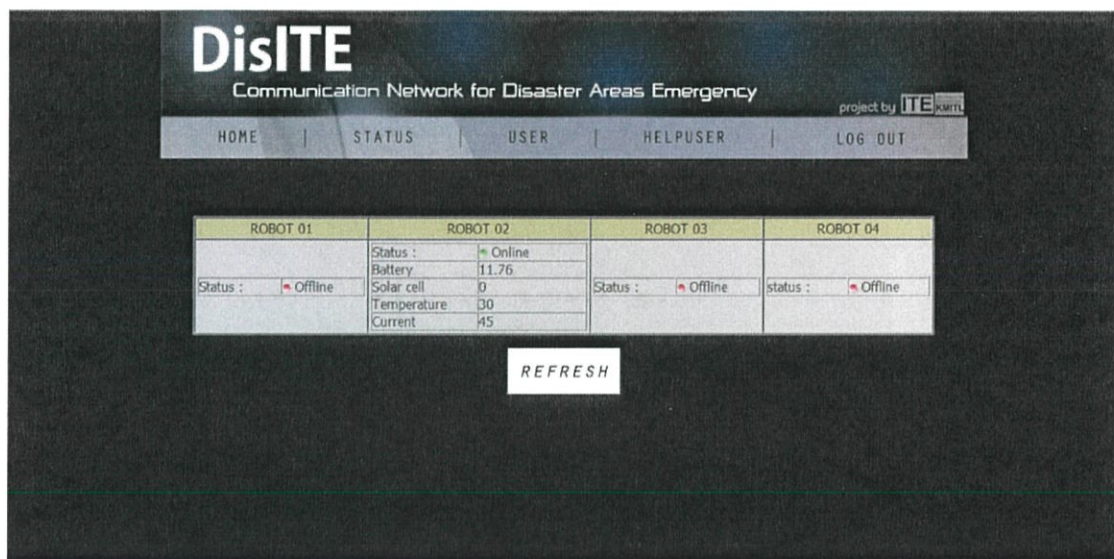 DisITE
Communication Network for Disaster Areas Emergency
project by ITE KMITL
HOME | STATUS | USER | HELPUSER | LOG OUT
ROBOT 01 ROBOT 02 ROBOT 03 ROBOT 04
Status : Online
Battery 11.76
Status : Offline Solar cell 0 Status : Offline status : Offline
Temperature 30
Current 45
REFRESH